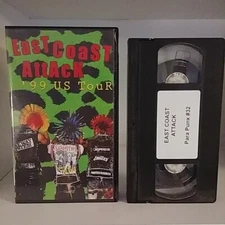 EAST COAST
AttAcK
'99 US TouR
EAST COAST
ATTACK
Para Punx #32